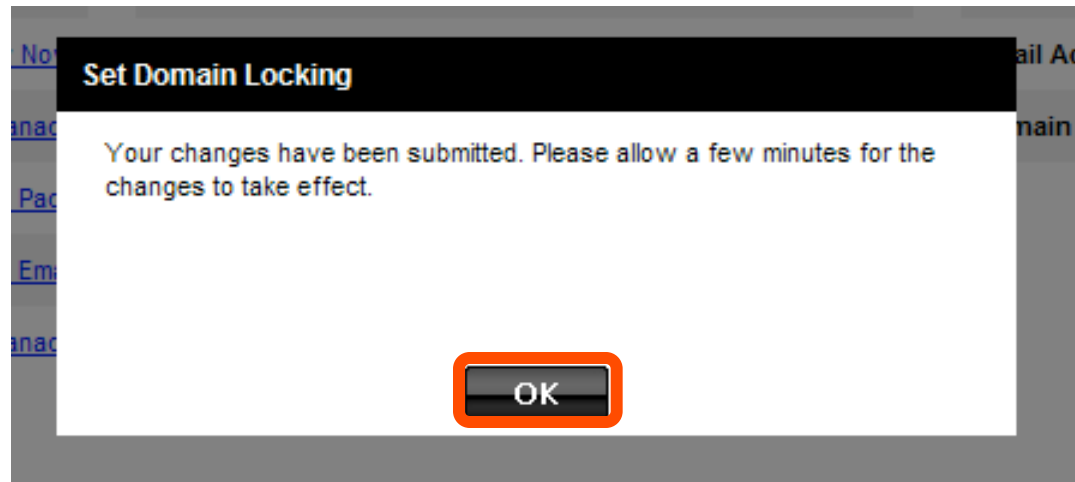 Set Domain Locking
Your changes have been submitted. Please allow a few minutes for the
changes to take effect.
OK